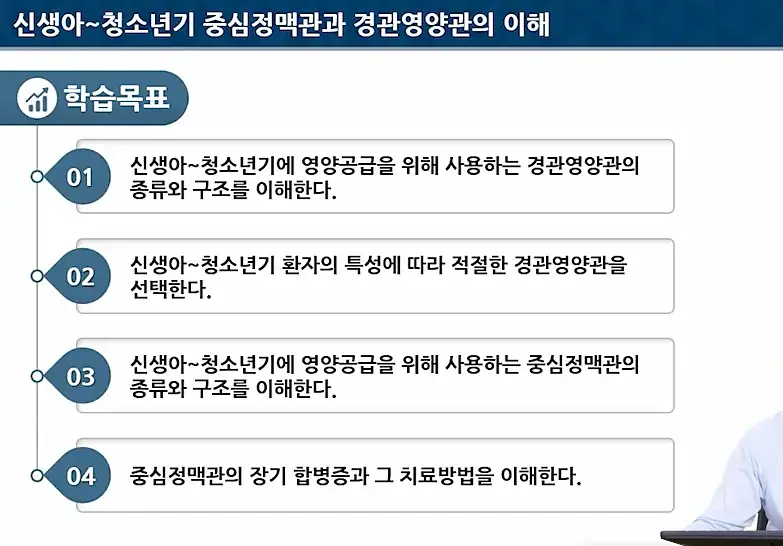 신생아~청소년기 중심정맥관과 경관영양관의 이해
학습목표
01
신생아~청소년기에 영양공급을 위해 사용하는 경관영양관의
종류와 구조를 이해한다.
02
신생아~청소년기 환자의 특성에 따라 적절한 경관영양관을
선택한다.
03
신생아~청소년기에 영양공급을 위해 사용하는 중심정맥관의
종류와 구조를 이해한다.
04
중심정맥관의 장기 합병증과 그 치료방법을 이해한다.